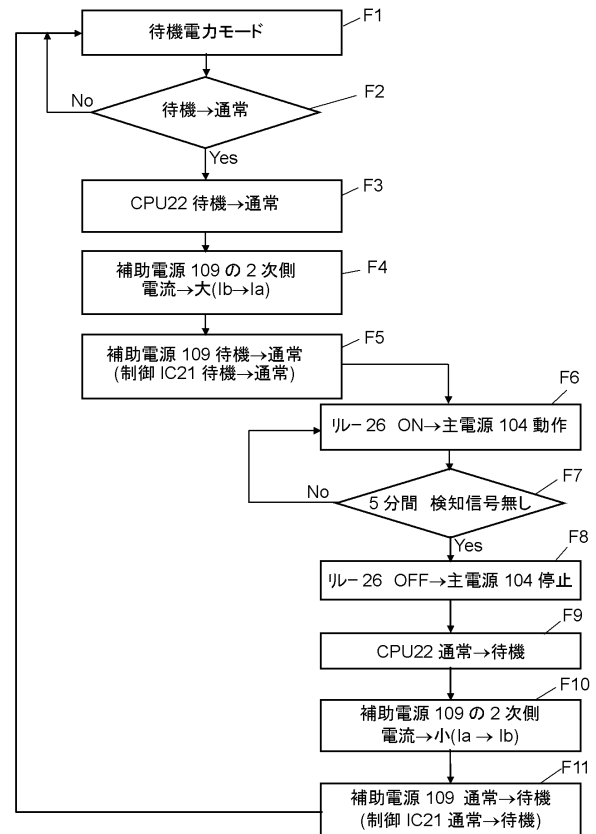 待機電力モード
F1
No
待機→通常
F2
Yes
CPU22 待機→通常
F3
補助電源 109 の 2 次側
電流→大(Ib→Ia)
F4
補助電源 109 待機→通常
(制御 IC21 待機→通常)
F5
リレー 26 ON→主電源 104 動作
F6
No
5 分間 検知信号無し
F7
Yes
リレー 26 OFF→主電源 104 停止
F8
CPU22 通常→待機
F9
補助電源 109 の 2 次側
電流→小(Ia → Ib)
F10
補助電源 109 通常→待機
(制御 IC21 通常→待機)
F11